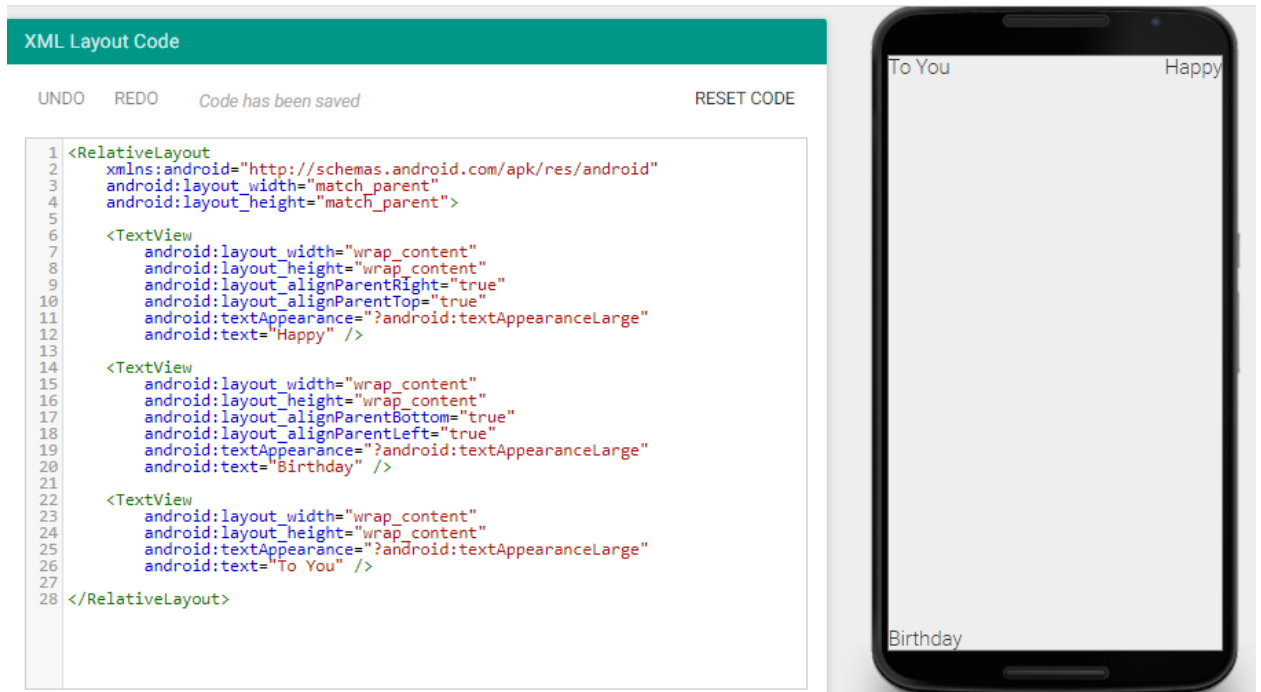 XML Layout Code
UNDO REDO Code has been saved RESET CODE
1 <RelativeLayout
2 xmlns:android="http://schemas.android.com/apk/res/android"
3 android:layout_width="match_parent"
4 android:layout_height="match_parent">
5
6 <TextView
7 android:layout_width="wrap_content"
8 android:layout_height="wrap_content"
9 android:layout_alignParentRight="true"
10 android:layout_alignParentTop="true"
11 android:textAppearance="?android:textAppearanceLarge"
12 android:text="Happy" />
13
14 <TextView
15 android:layout_width="wrap_content"
16 android:layout_height="wrap_content"
17 android:layout_alignParentBottom="true"
18 android:layout_alignParentLeft="true"
19 android:textAppearance="?android:textAppearanceLarge"
20 android:text="Birthday" />
21
22 <TextView
23 android:layout_width="wrap_content"
24 android:layout_height="wrap_content"
25 android:textAppearance="?android:textAppearanceLarge"
26 android:text="To You" />
27
28 </RelativeLayout>
To You Happy
Birthday